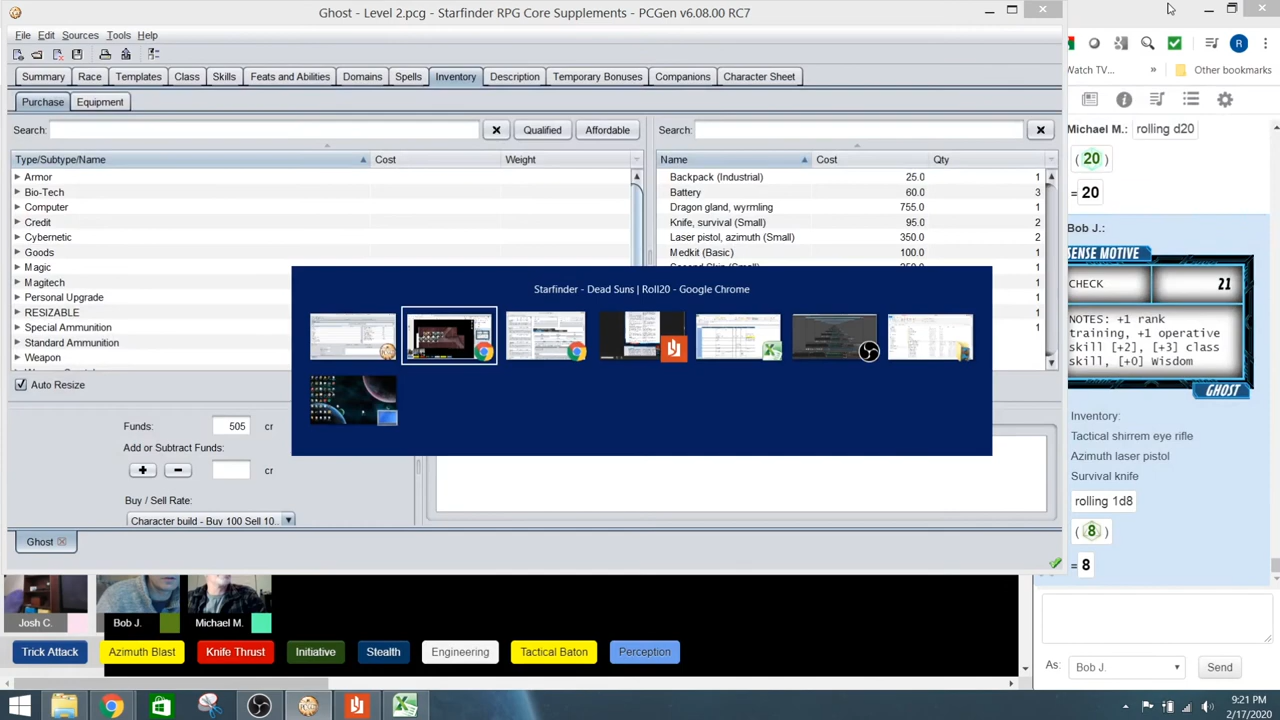 Ghost - Level 2.pcg - Starfinder RPG Core Supplements - PCGen v6.08.00 RC7
File Edit Sources Tools Help
Watch TV... » Other bookmarks
R
Summary Race Templates Class Skills Feats and Abilities Domains Spells Inventory Description Temporary Bonuses Companions Character Sheet
Purchase Equipment
Search: Qualified Affordable Search:
Type/Subtype/Name Cost Weight Name Cost Qty
Armor
Bio-Tech
Computer
Credit
Cybernetic
Goods
Magic
Magitech
Personal Upgrade
RESIZABLE
Special Ammunition
Standard Ammunition
Weapon
Backpack (Industrial) 25.0 1
Battery 60.0 3
Dragon gland, wyrmling 755.0 1
Knife, survival (Small) 95.0 2
Laser pistol, azimuth (Small) 350.0 2
Medkit (Basic) 100.0 1
Starfinder - Dead Suns | Roll20 - Google Chrome
Auto Resize
Funds: 505 cr
Add or Subtract Funds:
cr
Buy / Sell Rate:
Character build - Buy 100 Sell 10...
Ghost
Michael M.: rolling d20
(20)
=20
Bob J.:
SENSE MOTIVE
CHECK 21
NOTES: +1 rank
training, +1 operative
skill [+2], [+3] class
skill, [+0] Wisdom
GHOST
Inventory:
Tactical shirrem eye rifle
Azimuth laser pistol
Survival knife
rolling 1d8
(8)
=8
Josh C. Bob J. Michael M.
Trick Attack Azimuth Blast Knife Thrust Initiative Stealth Engineering Tactical Baton Perception
As: Bob J. Send
9:21 PM
2/17/2020